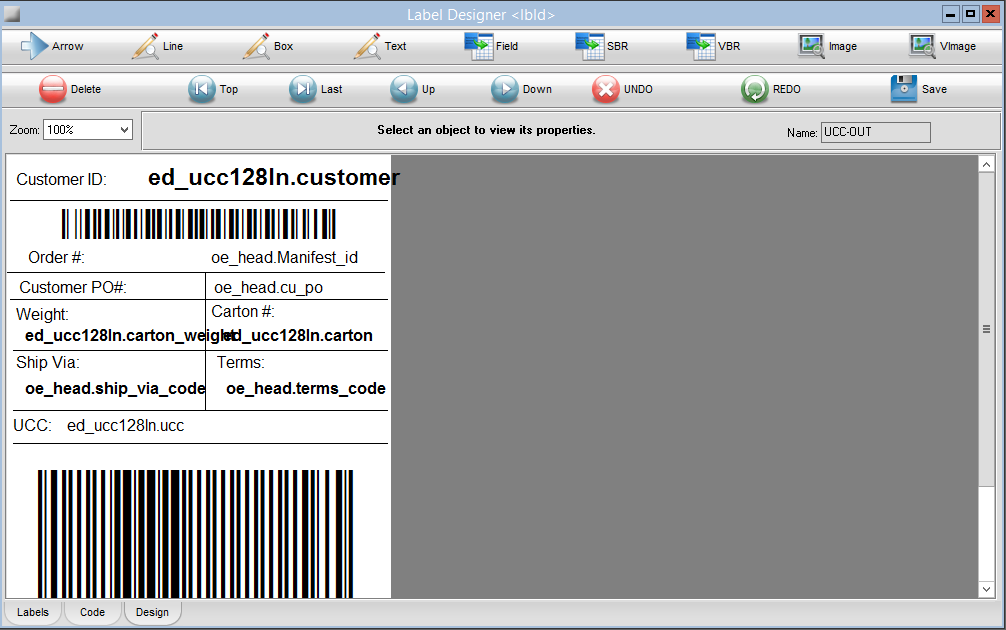 Label Designer <lbld>
Arrow Line Box Text Field SBR VBR Image VImage
Delete Top Last Up Down UNDO REDO Save
Zoom: 100% Select an object to view its properties. Name: UCC-OUT
Customer ID: ed_ucc128ln.customer
Order #: oe_head.Manifest_id
Customer PO#: oe_head.cu_po
Weight: Carton #:
ed_ucc128ln.carton_weight ed_ucc128ln.carton
Ship Via: Terms:
oe_head.ship_via_code oe_head.terms_code
UCC: ed_ucc128ln.ucc
Labels Code Design